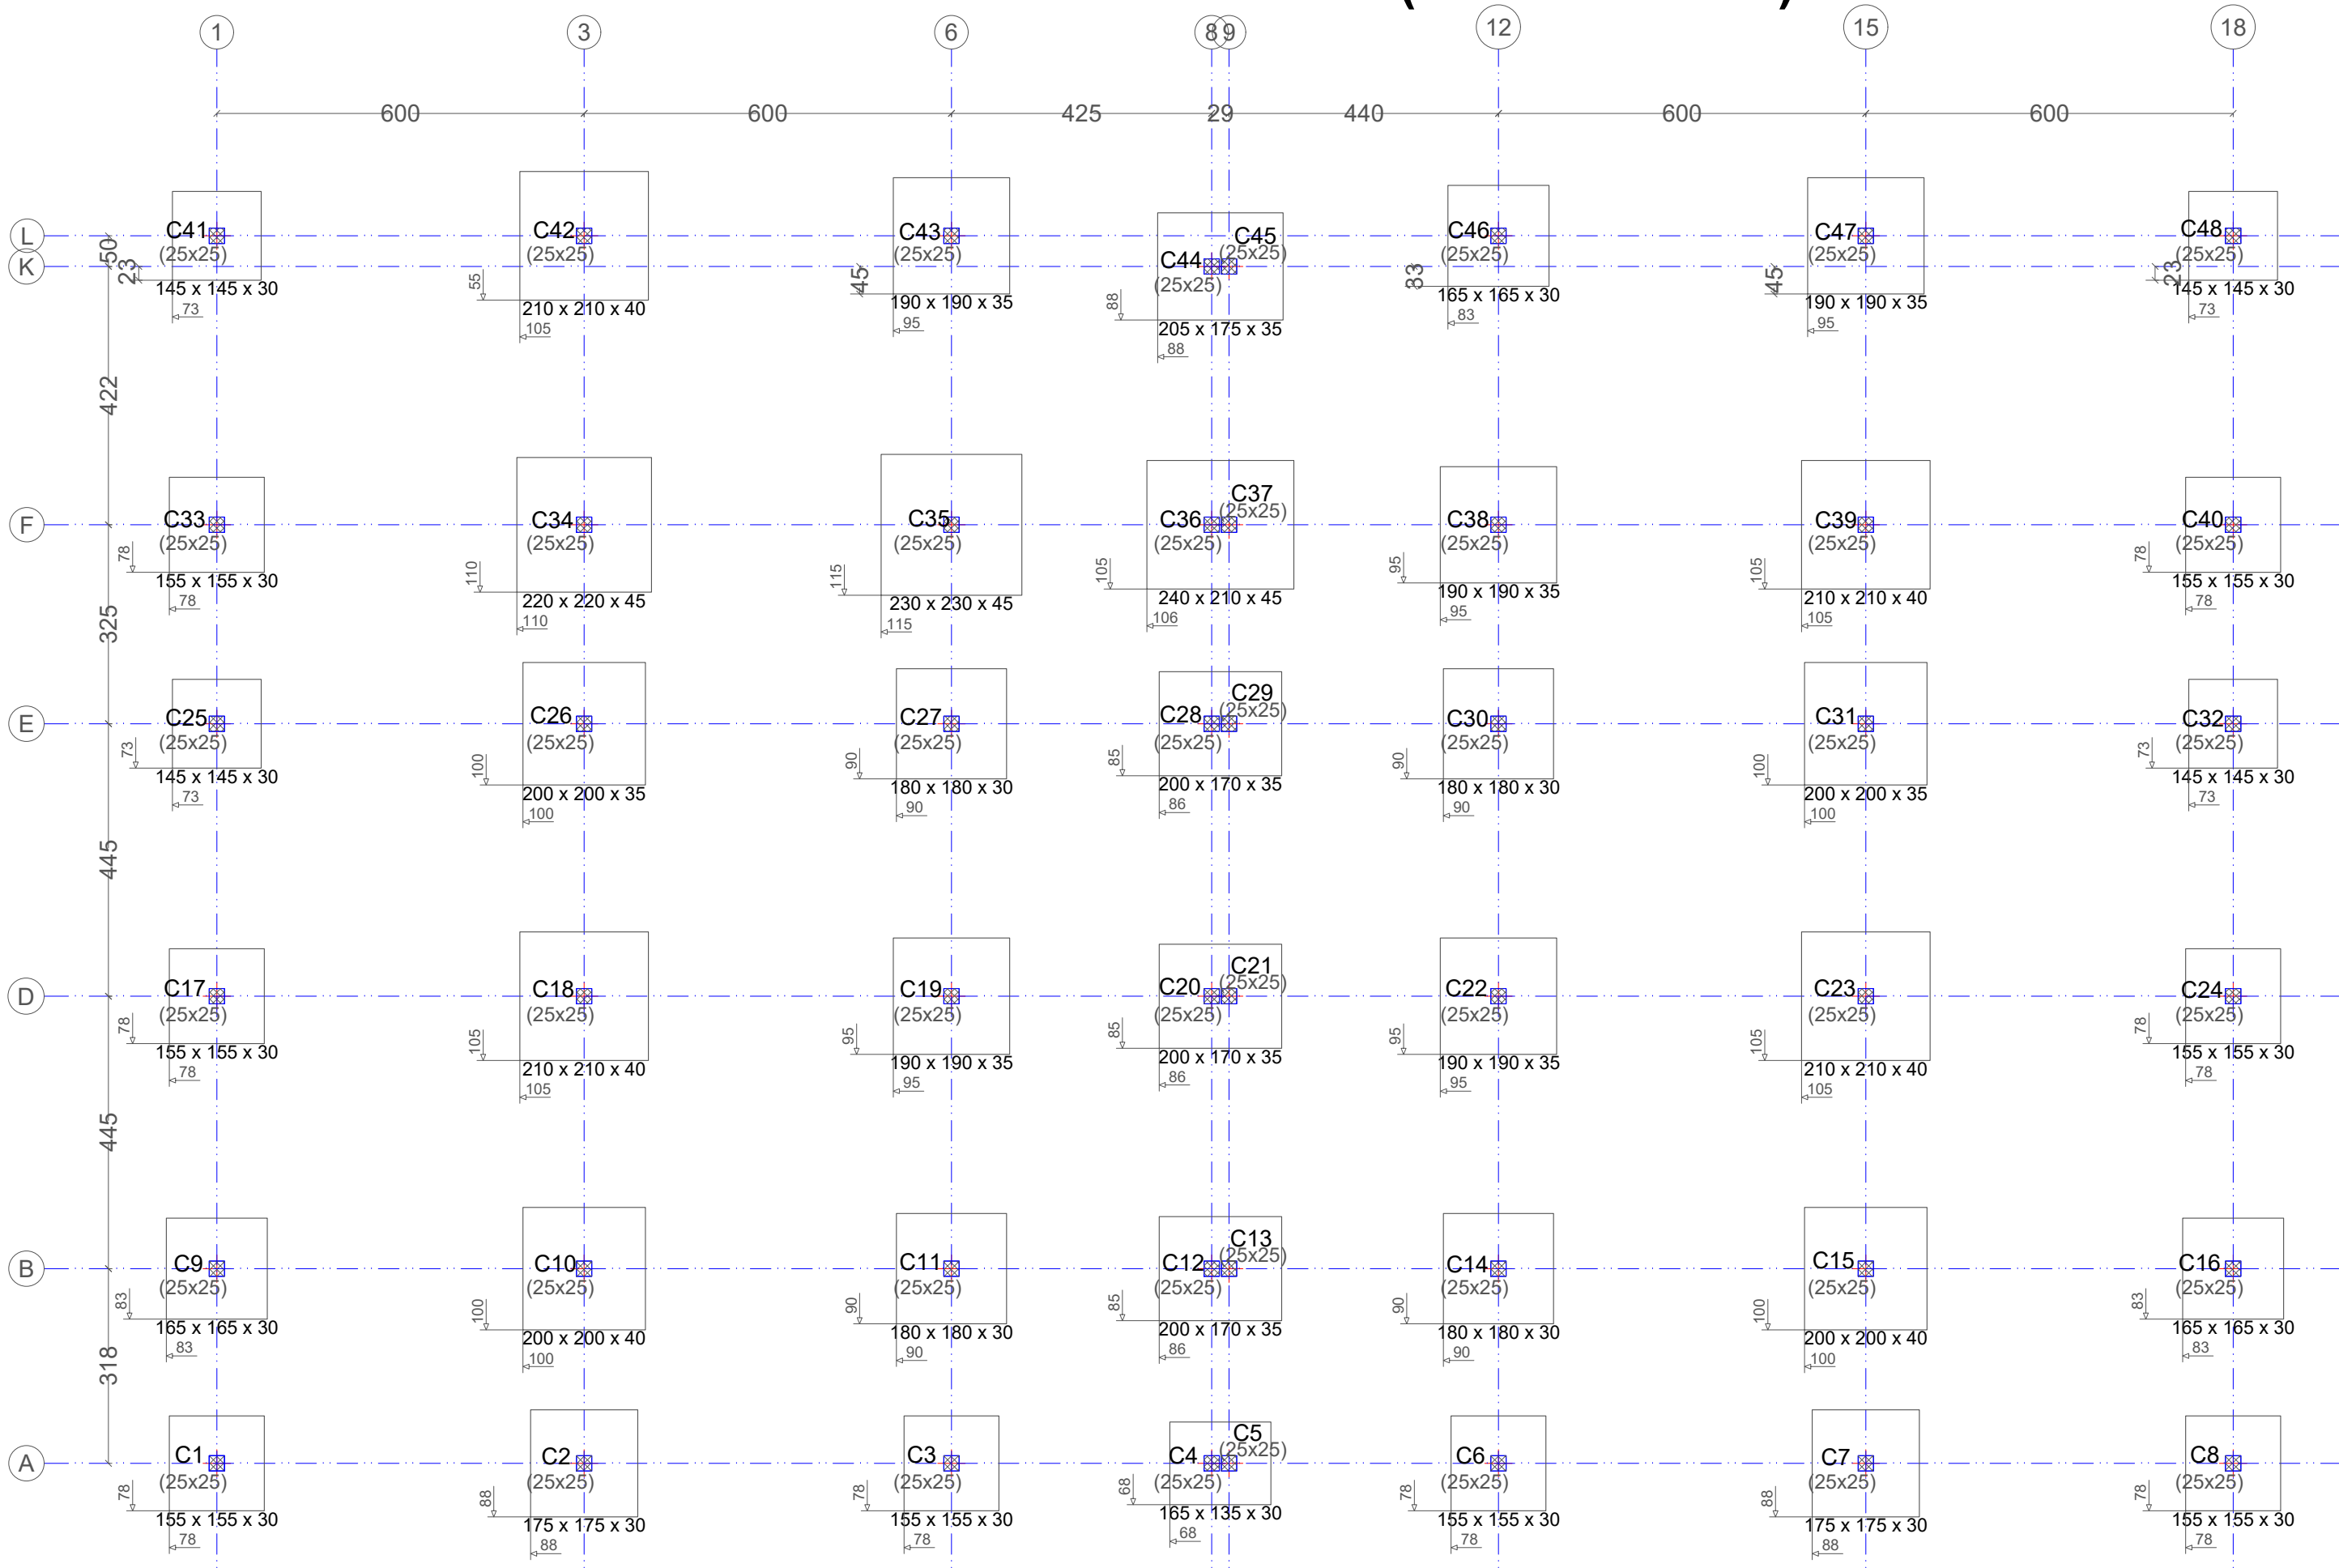 ( )
1 3 6 8 9 12 15 18
600 600 425 29 440 600 600
L
K
50
23
C41
(25x25)
145 x 145 x 30
73
C42
(25x25)
55
210 x 210 x 40
105
C43
(25x25)
45
190 x 190 x 35
95
C44
(25x25)
C45
(25x25)
88
205 x 175 x 35
88
C46
(25x25)
33
165 x 165 x 30
83
C47
(25x25)
45
190 x 190 x 35
95
C48
(25x25)
23
145 x 145 x 30
73
422
F
C33
(25x25)
78
155 x 155 x 30
78
C34
(25x25)
110
220 x 220 x 45
110
C35
(25x25)
115
230 x 230 x 45
115
C36
(25x25)
C37
(25x25)
105
240 x 210 x 45
106
C38
(25x25)
95
190 x 190 x 35
95
C39
(25x25)
105
210 x 210 x 40
105
C40
(25x25)
78
155 x 155 x 30
78
325
E
C25
(25x25)
73
145 x 145 x 30
73
C26
(25x25)
100
200 x 200 x 35
100
C27
(25x25)
90
180 x 180 x 30
90
C28
(25x25)
C29
(25x25)
85
200 x 170 x 35
86
C30
(25x25)
90
180 x 180 x 30
90
C31
(25x25)
100
200 x 200 x 35
100
C32
(25x25)
73
145 x 145 x 30
73
445
D
C17
(25x25)
78
155 x 155 x 30
78
C18
(25x25)
105
210 x 210 x 40
105
C19
(25x25)
95
190 x 190 x 35
95
C20
(25x25)
C21
(25x25)
85
200 x 170 x 35
86
C22
(25x25)
95
190 x 190 x 35
95
C23
(25x25)
105
210 x 210 x 40
105
C24
(25x25)
78
155 x 155 x 30
78
445
B
C9
(25x25)
83
165 x 165 x 30
83
C10
(25x25)
100
200 x 200 x 40
100
C11
(25x25)
90
180 x 180 x 30
90
C12
(25x25)
C13
(25x25)
85
200 x 170 x 35
86
C14
(25x25)
90
180 x 180 x 30
90
C15
(25x25)
100
200 x 200 x 40
100
C16
(25x25)
83
165 x 165 x 30
83
318
A
C1
(25x25)
78
155 x 155 x 30
78
C2
(25x25)
88
175 x 175 x 30
88
C3
(25x25)
78
155 x 155 x 30
78
C4
(25x25)
C5
(25x25)
68
165 x 135 x 30
68
C6
(25x25)
78
155 x 155 x 30
78
C7
(25x25)
88
175 x 175 x 30
88
C8
(25x25)
78
155 x 155 x 30
78